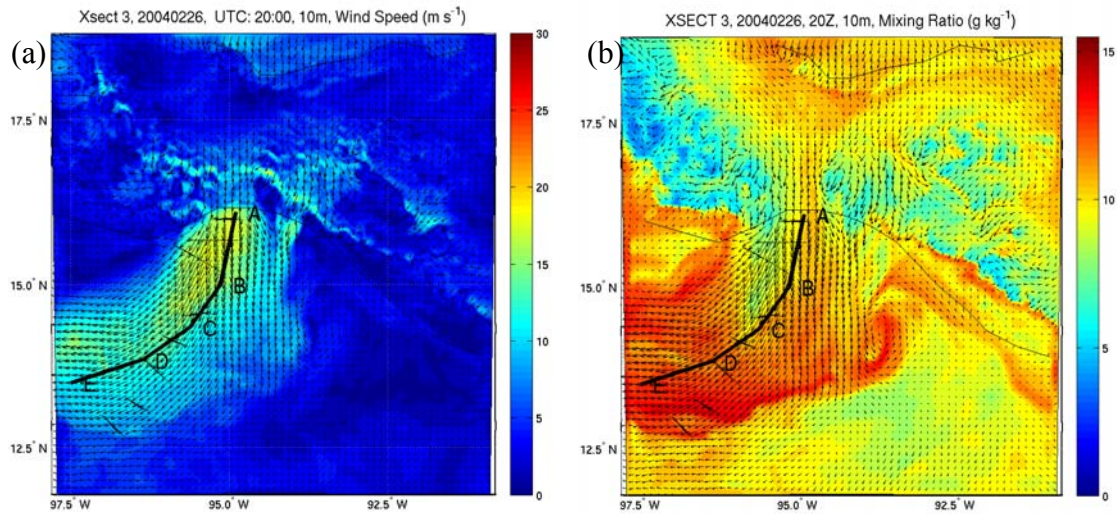 Xsect 3, 20040226, UTC: 20:00, 10m, Wind Speed (m s⁻¹)
(a)
30
25
20
15
10
5
0
17.5° N
15.0° N
12.5° N
97.5° W
95.0° W
92.5° W
A
B
C
D
E
XSECT 3, 20040226, 20Z, 10m, Mixing Ratio (g kg⁻¹)
(b)
15
10
5
0
17.5° N
15.0° N
12.5° N
97.5° W
95.0° W
92.5° W
A
B
C
D
E